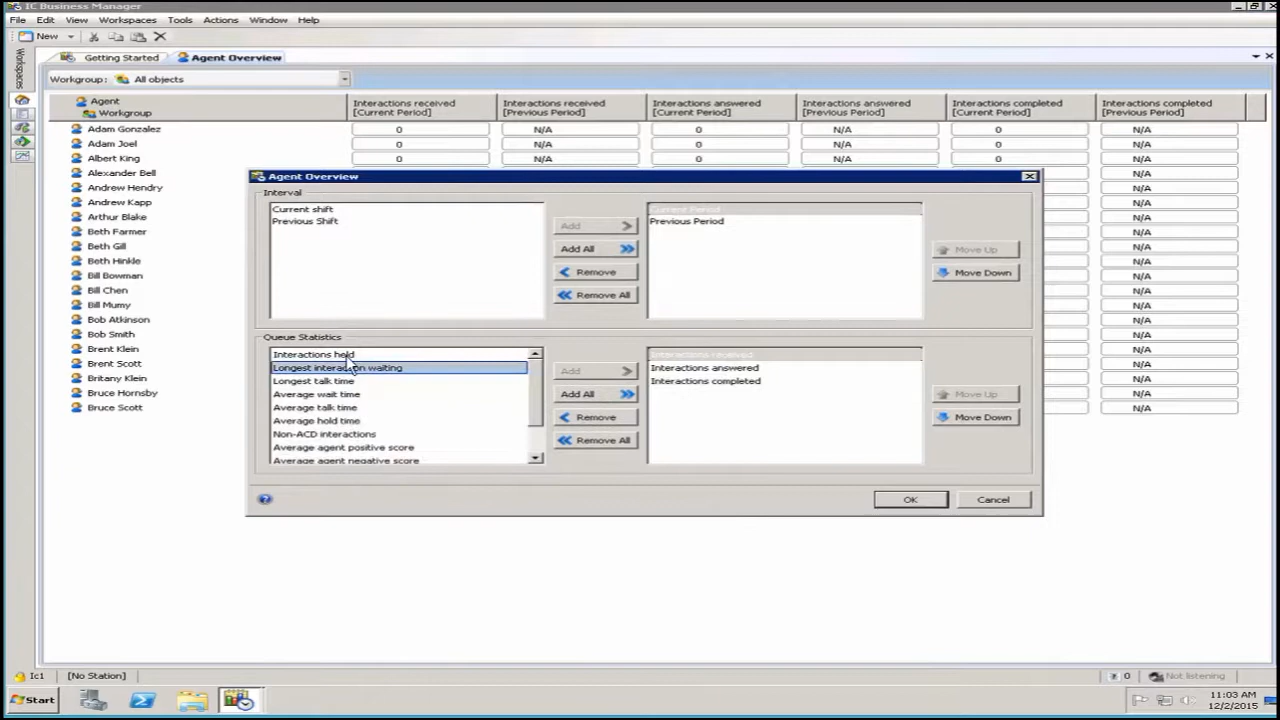 IC Business Manager
File Edit View Workspaces Tools Actions Window Help
New
Workspaces
Getting Started Agent Overview
Workgroup: All objects
Agent
Workgroup
Interactions received [Current Period]
Interactions received [Previous Period]
Interactions answered [Current Period]
Interactions answered [Previous Period]
Interactions completed [Current Period]
Interactions completed [Previous Period]
Adam Gonzalez 0 N/A 0 N/A 0 N/A
Adam Joel 0 N/A 0 N/A 0 N/A
Albert King 0 N/A 0 N/A 0 N/A
Alexander Bell N/A
Andrew Hendry N/A
Andrew Kapp N/A
Arthur Blake N/A
Beth Farmer N/A
Beth Gill N/A
Beth Hinkle N/A
Bill Bowman N/A
Bill Chen N/A
Bill Mumy N/A
Bob Atkinson N/A
Bob Smith N/A
Brent Klein N/A
Brent Scott N/A
Britany Klein N/A
Bruce Hornsby N/A
Bruce Scott N/A
Agent Overview
Interval
Current shift
Previous Shift
Add
Add All
Remove
Remove All
Current Period
Previous Period
Move Up
Move Down
Queue Statistics
Interactions held
Longest interaction waiting
Longest talk time
Average wait time
Average talk time
Average hold time
Non-ACD interactions
Average agent positive score
Average agent negative score
Add
Add All
Remove
Remove All
Interactions received
Interactions answered
Interactions completed
Move Up
Move Down
OK Cancel
Ic1 [No Station] 0 Not listening
Start
11:03 AM
12/2/2015